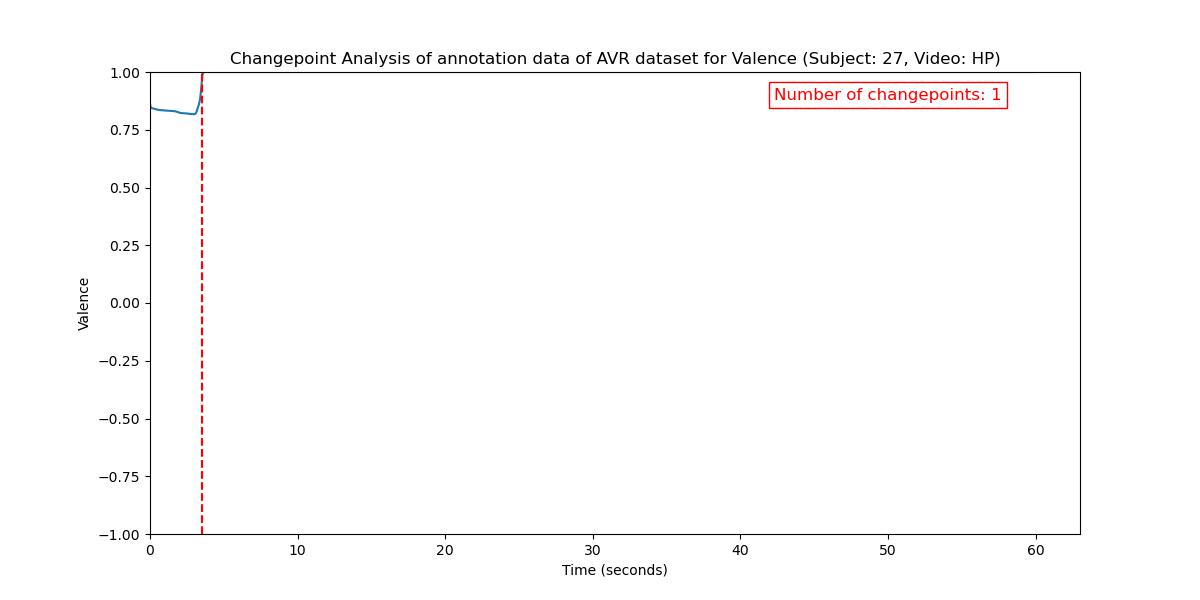 Changepoint Analysis of annotation data of AVR dataset for Valence (Subject: 27, Video: HP)
Number of changepoints: 1
1.00
0.75
0.50
0.25
0.00
−0.25
−0.50
−0.75
−1.00
Valence
0 10 20 30 40 50 60
Time (seconds)